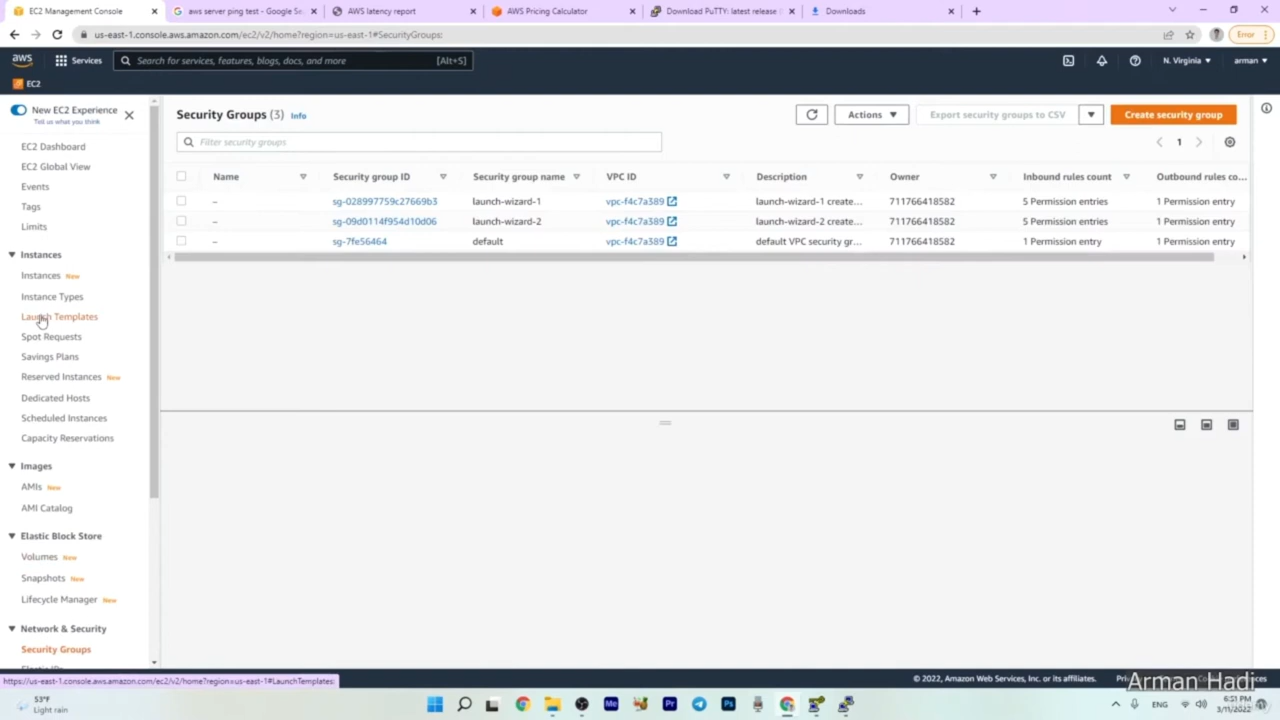 EC2 Management Console
aws server ping test - Google Se
AWS latency report
AWS Pricing Calculator
Download PuTTY: latest release
Downloads
us-east-1.console.aws.amazon.com/ec2/v2/home?region=us-east-1#SecurityGroups:
Error
aws
Services
Search for services, features, blogs, docs, and more
[Alt+S]
N. Virginia
arman
EC2
New EC2 Experience
Tell us what you think
EC2 Dashboard
EC2 Global View
Events
Tags
Limits
Instances
Instances New
Instance Types
Launch Templates
Spot Requests
Savings Plans
Reserved Instances New
Dedicated Hosts
Scheduled Instances
Capacity Reservations
Images
AMIs New
AMI Catalog
Elastic Block Store
Volumes New
Snapshots New
Lifecycle Manager New
Network & Security
Security Groups
Security Groups (3) Info
Actions
Export security groups to CSV
Create security group
Filter security groups
1
Name Security group ID Security group name VPC ID Description Owner Inbound rules count Outbound rules co...
– sg-028997759c27669b3 launch-wizard-1 vpc-f4c7a389 launch-wizard-1 create... 711766418582 5 Permission entries 1 Permission entry
– sg-09d0114f954d10d06 launch-wizard-2 vpc-f4c7a389 launch-wizard-2 create... 711766418582 5 Permission entries 1 Permission entry
– sg-7fe56464 default vpc-f4c7a389 default VPC security gr... 711766418582 1 Permission entry 1 Permission entry
https://us-east-1.console.aws.amazon.com/ec2/v2/home?region=us-east-1#LaunchTemplates:
© 2022, Amazon Web Services, Inc. or its affiliates.
Arman Hadi
53°F
Light rain
ENG
6:51 PM
3/11/2022